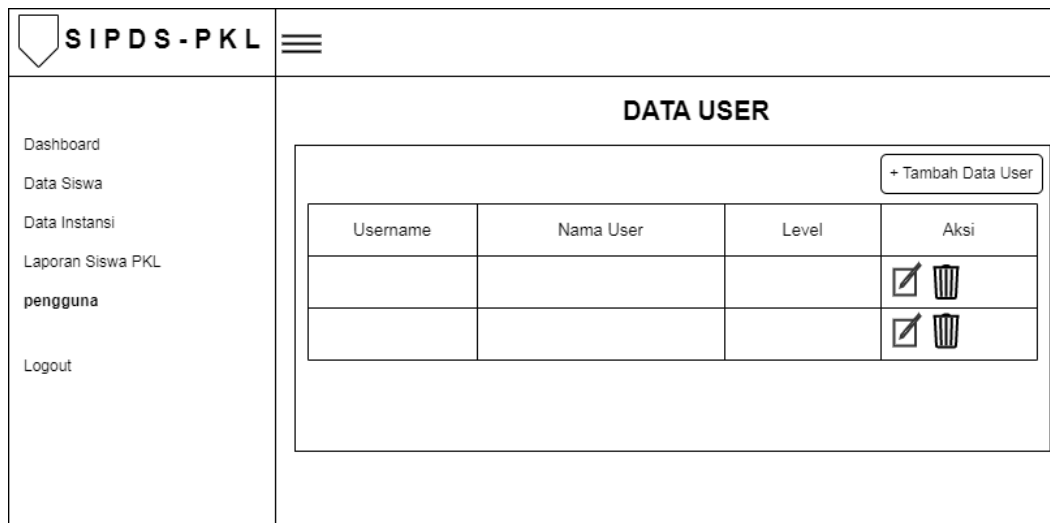 SIPDS-PKL
DATA USER
Dashboard
Data Siswa
Data Instansi
Laporan Siswa PKL
pengguna
Logout
+ Tambah Data User
Username Nama User Level Aksi